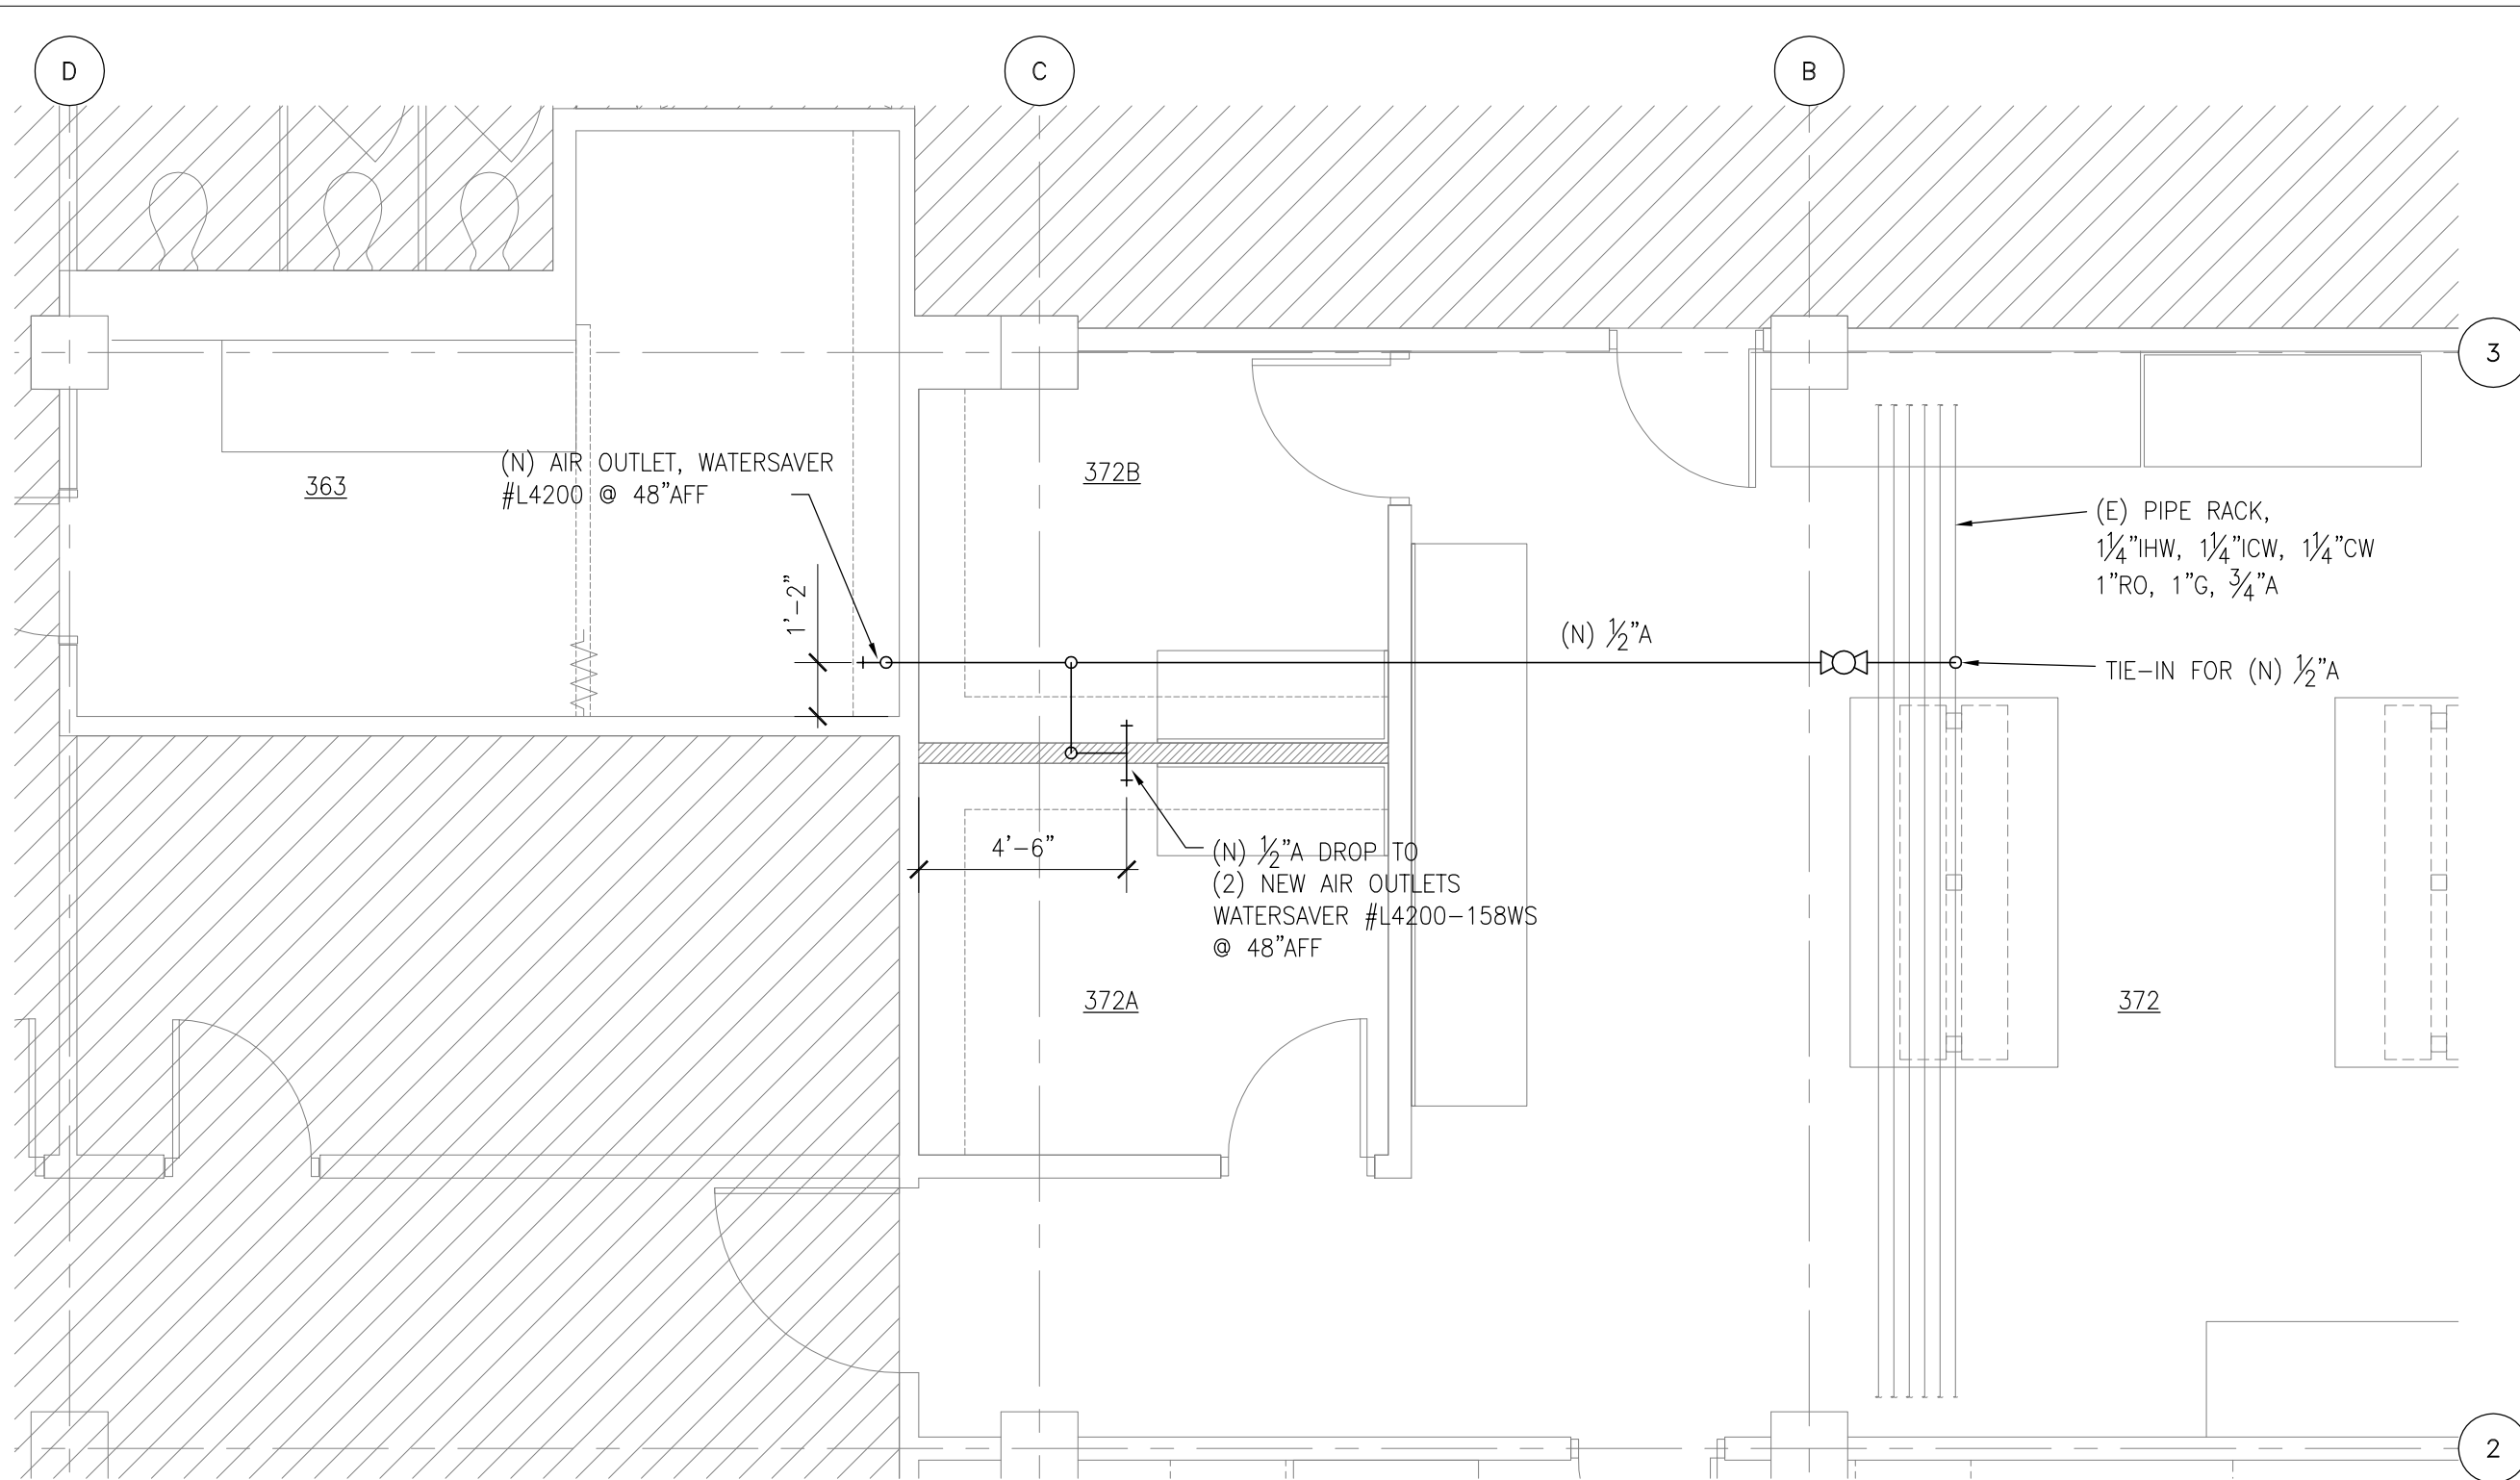 D
C
B
3
363
(N) AIR OUTLET, WATERSAVER
#L4200 @ 48"AFF
372B
(E) PIPE RACK,
1¼"IHW, 1¼"ICW, 1¼"CW
1"RO, 1"G, ¾"A
1'-2"
(N) ½"A
TIE-IN FOR (N) ½"A
4'-6"
(N) ½"A DROP TO
(2) NEW AIR OUTLETS
WATERSAVER #L4200-158WS
@ 48"AFF
372A
372
2